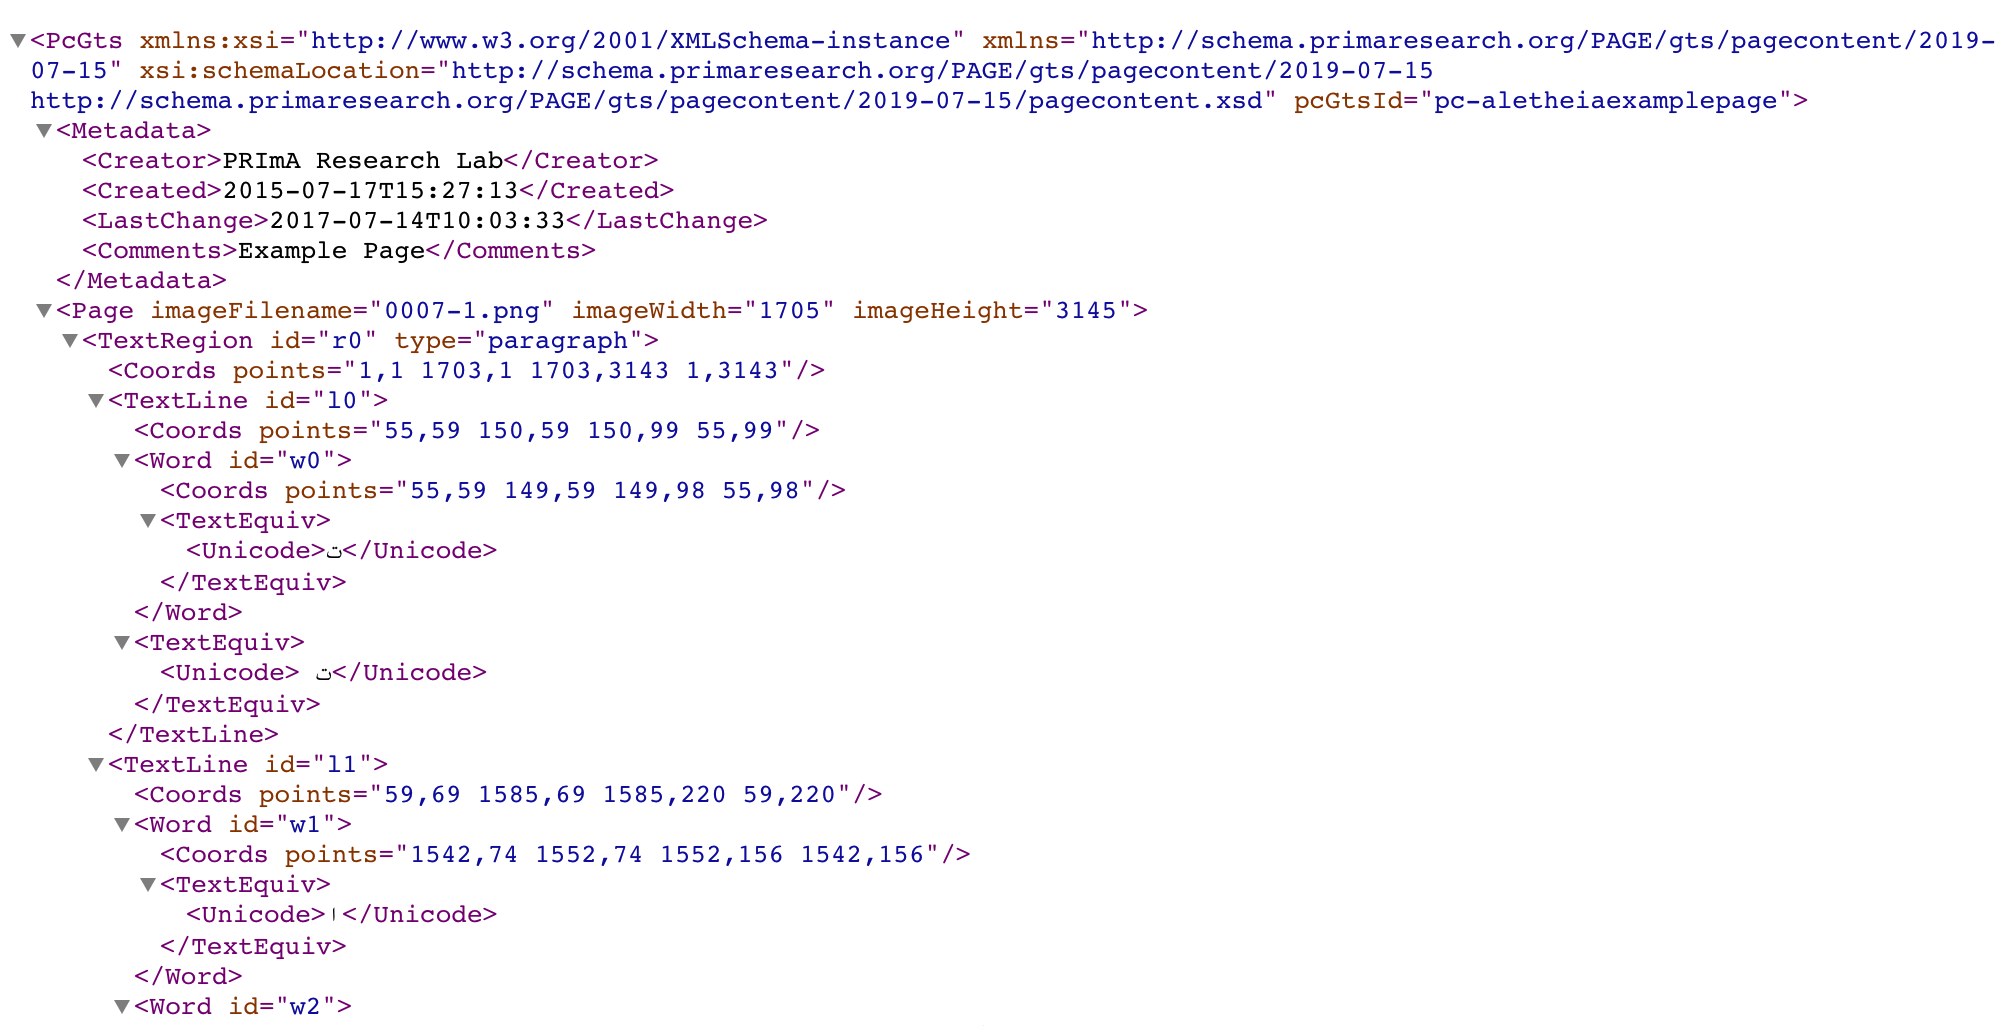 ▼<PcGts xmlns:xsi="http://www.w3.org/2001/XMLSchema-instance" xmlns="http://schema.primaresearch.org/PAGE/gts/pagecontent/2019-
07-15" xsi:schemaLocation="http://schema.primaresearch.org/PAGE/gts/pagecontent/2019-07-15
http://schema.primaresearch.org/PAGE/gts/pagecontent/2019-07-15/pagecontent.xsd" pcGtsId="pc-aletheiaexamplepage">
▼<Metadata>
<Creator>PRImA Research Lab</Creator>
<Created>2015-07-17T15:27:13</Created>
<LastChange>2017-07-14T10:03:33</LastChange>
<Comments>Example Page</Comments>
</Metadata>
▼<Page imageFilename="0007-1.png" imageWidth="1705" imageHeight="3145">
▼<TextRegion id="r0" type="paragraph">
<Coords points="1,1 1703,1 1703,3143 1,3143"/>
▼<TextLine id="l0">
<Coords points="55,59 150,59 150,99 55,99"/>
▼<Word id="w0">
<Coords points="55,59 149,59 149,98 55,98"/>
▼<TextEquiv>
<Unicode>ت</Unicode>
</TextEquiv>
</Word>
▼<TextEquiv>
<Unicode> ت</Unicode>
</TextEquiv>
</TextLine>
▼<TextLine id="l1">
<Coords points="59,69 1585,69 1585,220 59,220"/>
▼<Word id="w1">
<Coords points="1542,74 1552,74 1552,156 1542,156"/>
▼<TextEquiv>
<Unicode>ا</Unicode>
</TextEquiv>
</Word>
▼<Word id="w2">